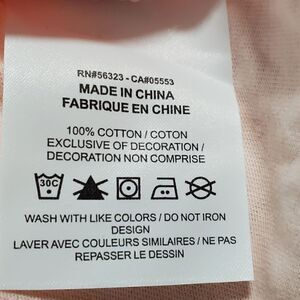 RN#56323 - CA#05553
MADE IN CHINA
FABRIQUE EN CHINE
100% COTTON / COTON
EXCLUSIVE OF DECORATION /
DECORATION NON COMPRISE
30C
WASH WITH LIKE COLORS / DO NOT IRON
DESIGN
LAVER AVEC COULEURS SIMILAIRES / NE PAS
REPASSER LE DESSIN